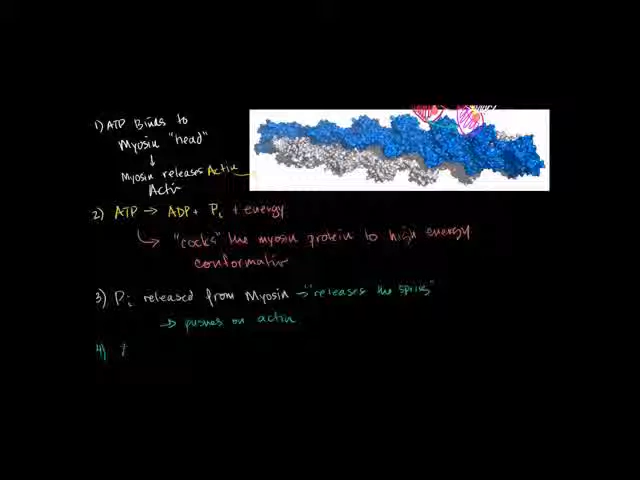 1) ATP Binds to
Myosin "head"
↓
Myosin releases Actin
Actin
2) ATP → ADP + Pi + energy
↳ "cocks" the myosin protein to high energy
conformation
3) Pi released from Myosin → "releases the spring"
→ pushes on actin
4)